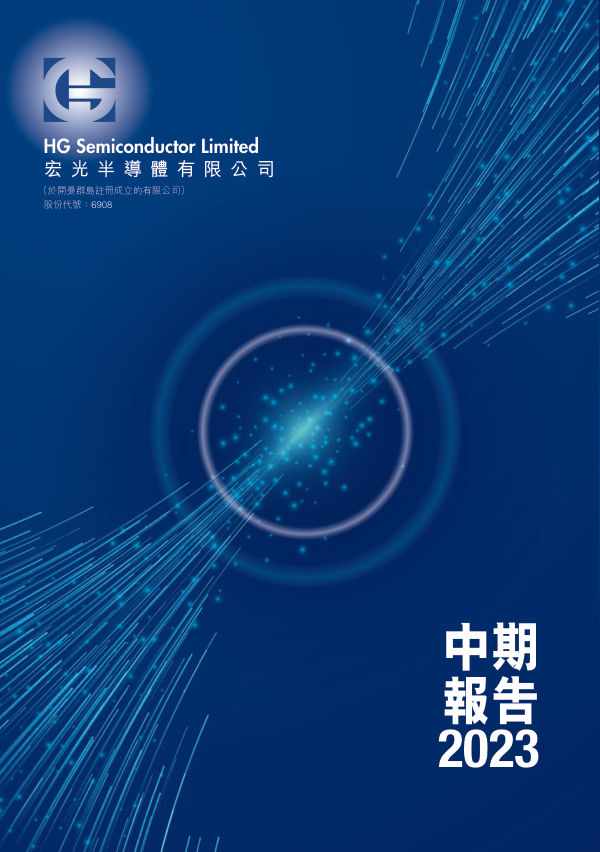 HG Semiconductor Limited
宏光半導體有限公司
(於開曼群島註冊成立的有限公司)
股份代號：6908
中期
報告
2023